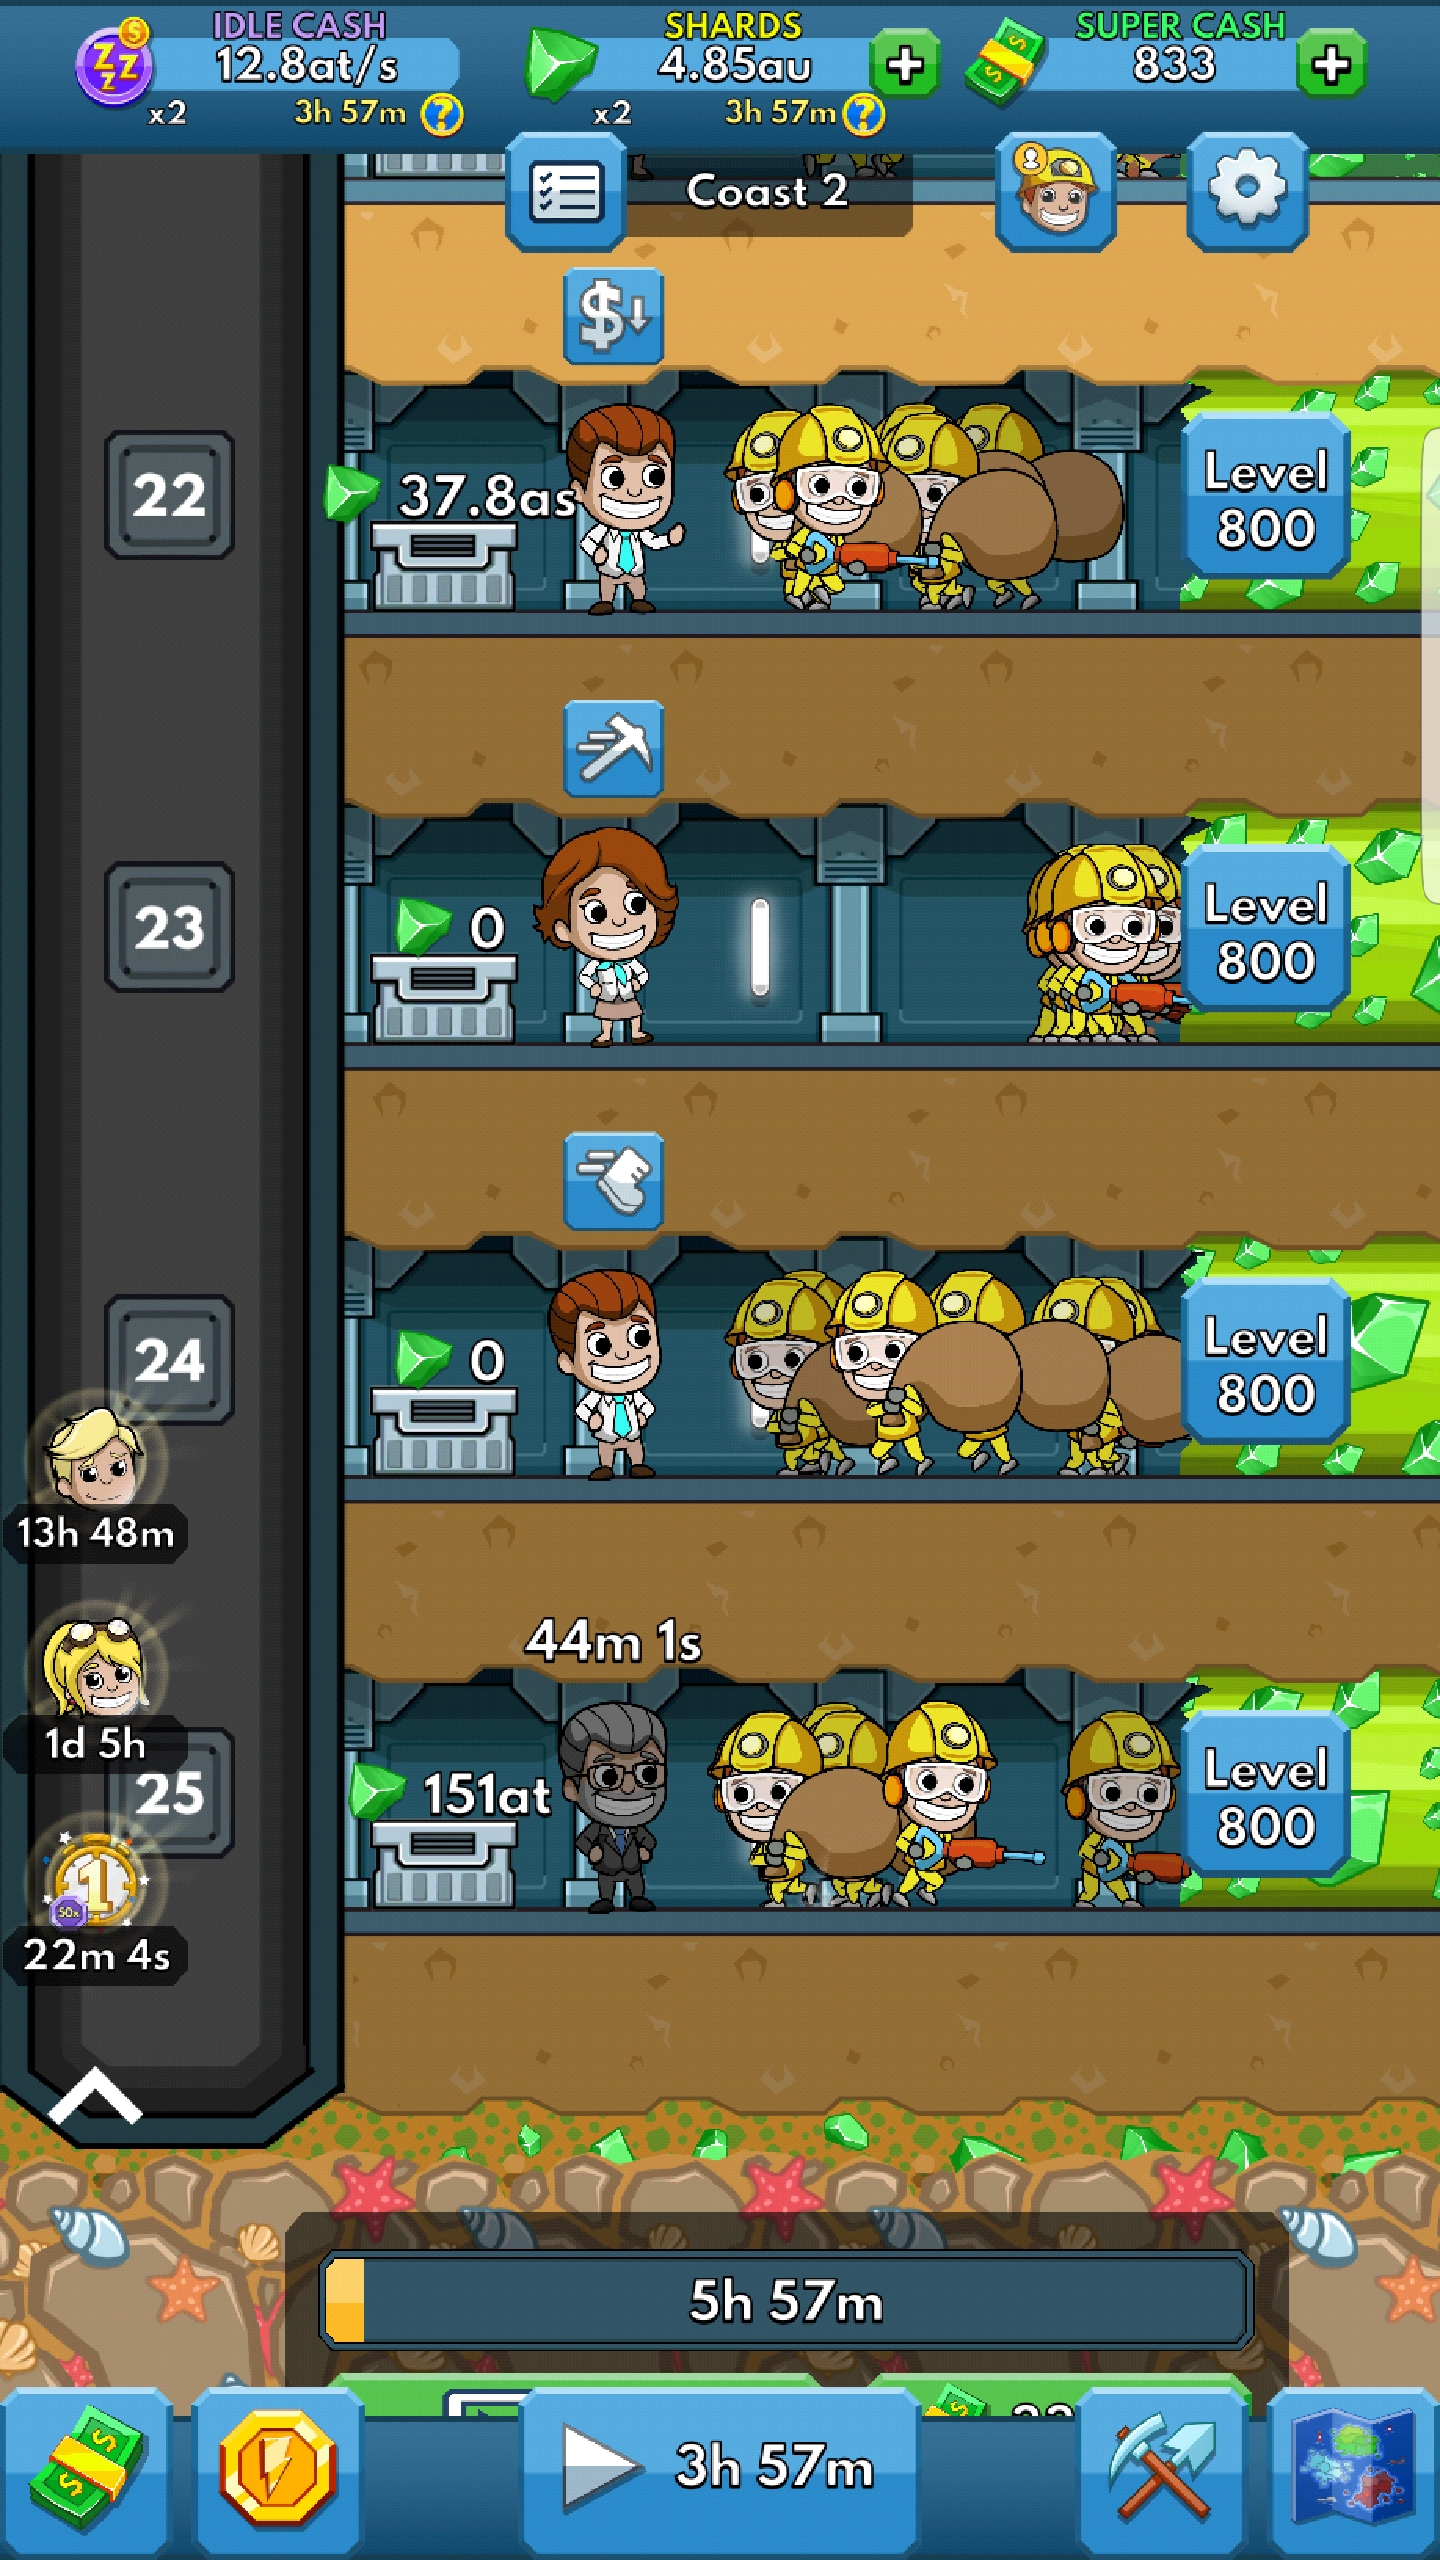 IDLE CASH
12.8at/s
x2 3h 57m ?
SHARDS
4.85au
x2 3h 57m ?
SUPER CASH
833
Coast 2
22
37.8as
Level
800
23
0
Level
800
24
0
Level
800
13h 48m
44m 1s
1d 5h
25
151at
Level
800
1
50x
22m 4s
5h 57m
3h 57m